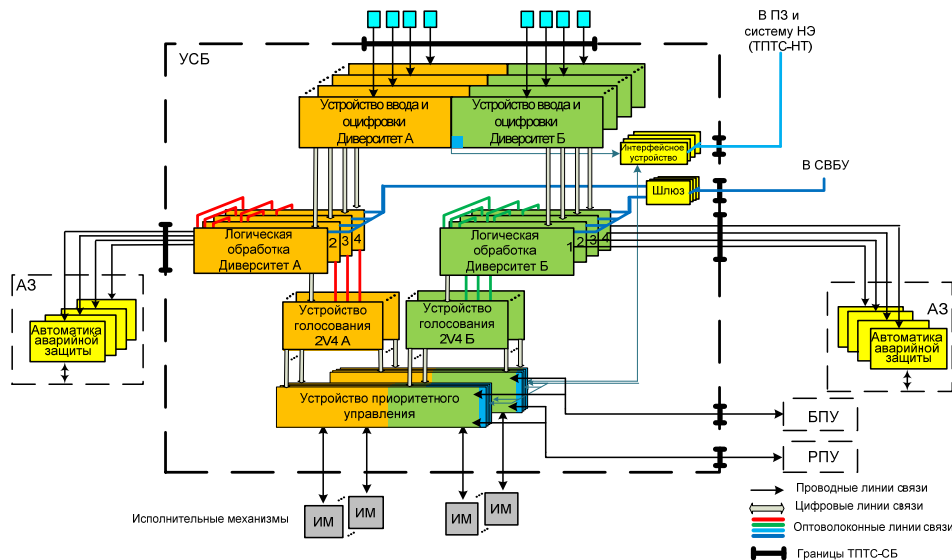 В ПЗ и
систему НЭ
(ТПТС-НТ)
УСБ
Устройство ввода и
оцифровки
Диверситет А
Устройство ввода и
оцифровки
Диверситет Б
Интерфейсное
устройство
В СВБУ
Шлюз
Логическая
обработка
Диверситет А
2
3
4
Логическая
обработка
Диверситет Б
1
2
3
4
АЗ
Автоматика
аварийной
защиты
АЗ
Автоматика
аварийной
защиты
Устройство
голосования
2V4 А
Устройство
голосования
2V4 Б
Устройство приоритетного
управления
БПУ
РПУ
Исполнительные механизмы
ИМ
ИМ
ИМ
ИМ
Проводные линии связи
Цифровые линии связи
Оптоволоконные линии связи
Границы ТПТС-СБ